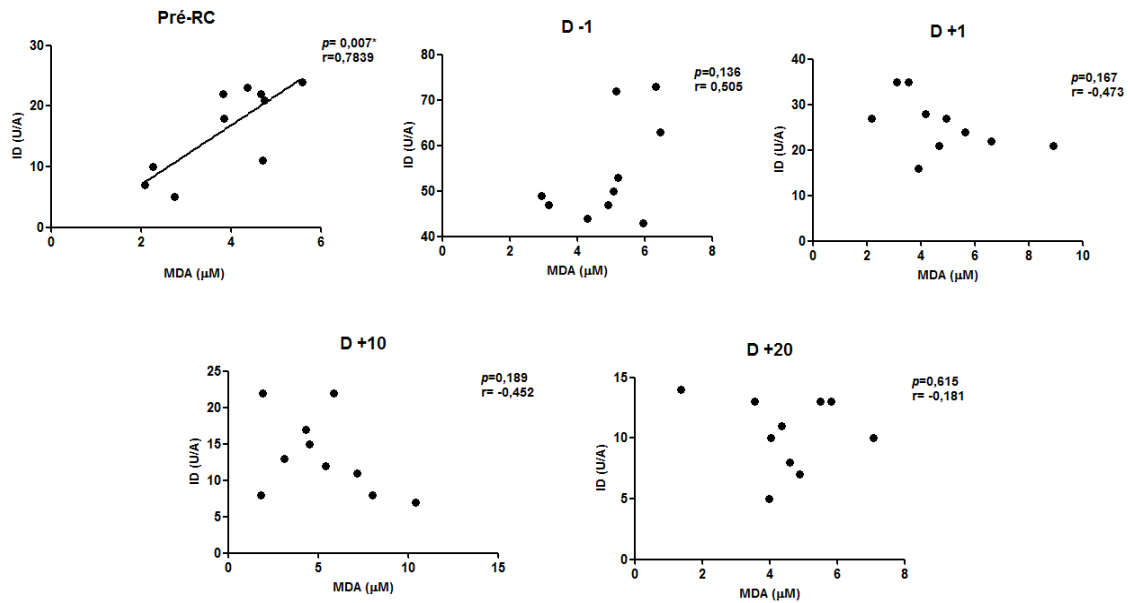 Pré-RC
p= 0,007*
r=0,7839
30
20
10
0
ID (U/A)
0 2 4 6
MDA (µM)
D -1
p=0,136
r= 0,505
80
70
60
50
40
ID (U/A)
0 2 4 6 8
MDA (µM)
D +1
p=0,167
r= -0,473
40
30
20
10
0
ID (U/A)
0 2 4 6 8 10
MDA (µM)
D +10
p=0,189
r= -0,452
25
20
15
10
5
0
ID (U/A)
0 5 10 15
MDA (µM)
D +20
p=0,615
r= -0,181
15
10
5
0
ID (U/A)
0 2 4 6 8
MDA (µM)